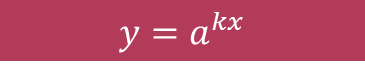 y = a^{kx}